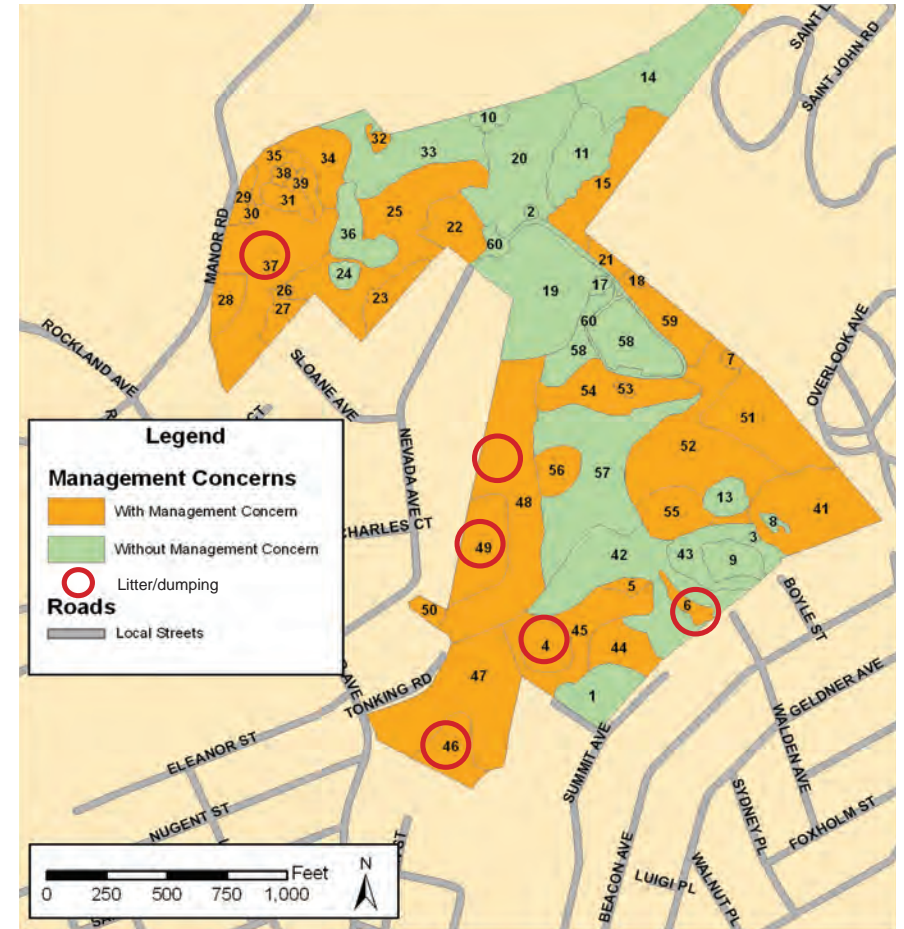 SAINT JOHN RD
14
10
32
33
20
11
35
34
38
39
15
29
31
30
25
2
22
36
60
MANOR RD
37
24
21
18
17
19
26
28
27
23
60
59
58
58
7
ROCKLAND AVE
SLOANE AVE
OVERLOOK AVE
54
53
51
NEVADA AVE
52
56
57
48
13
41
55
8
3
49
42
43
9
CHARLES CT
CT
5
6
50
45
4
44
BOYLE ST
47
1
TONKING RD
46
GELDNER AVE
WALDEN AVE
ELEANOR ST
SUMMIT AVE
SYDNEY PL
FOXHOLM ST
NUGENT ST
BEACON AVE
LUIGI PL
WALNUT PL
Legend
Management Concerns
With Management Concern
Without Management Concern
Litter/dumping
Roads
Local Streets
Feet
N
0 250 500 750 1,000